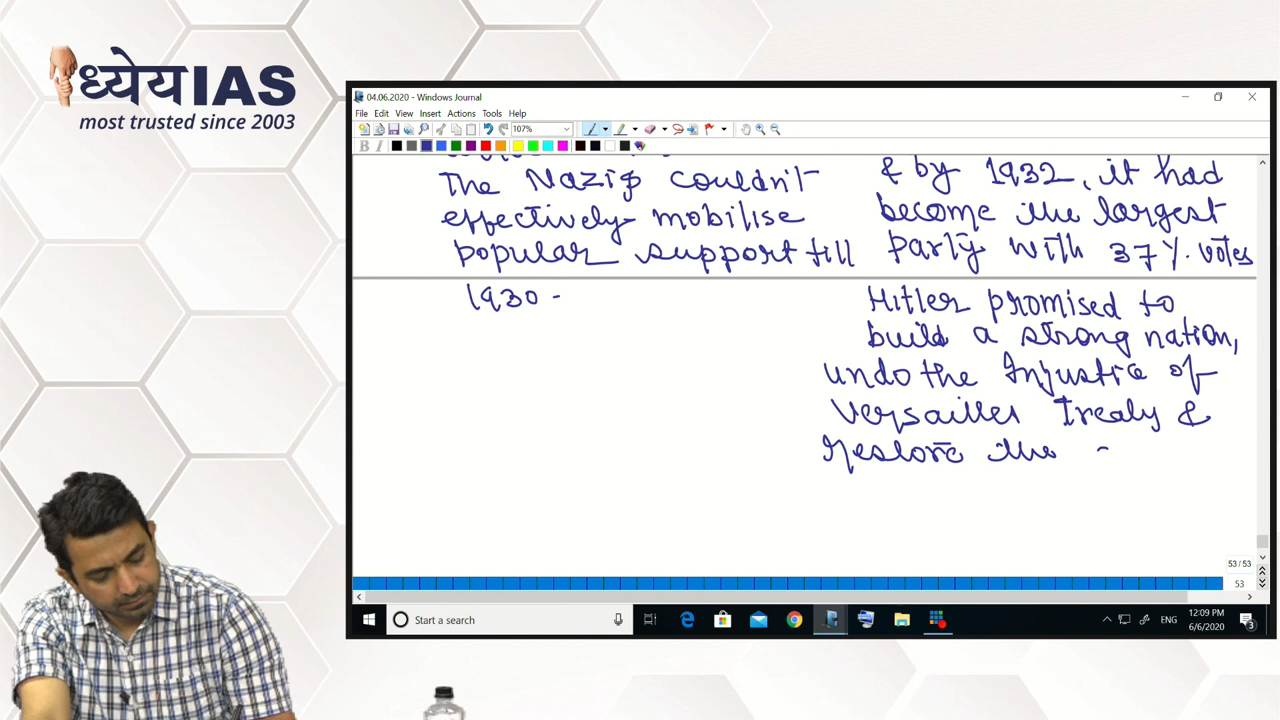 ध्येय IAS
most trusted since 2003
04.06.2020 - Windows Journal
File Edit View Insert Actions Tools Help
107%
B I
The Nazis couldn't
effectively mobilise
popular support till
1930 -
& by 1932, it had
become the largest
party with 37%. votes
Hitler promised to
build a strong nation,
undo the Injustice of
Versailles Treaty &
restore the
53 / 53
53
Start a search
ENG
12:09 PM
6/6/2020
3